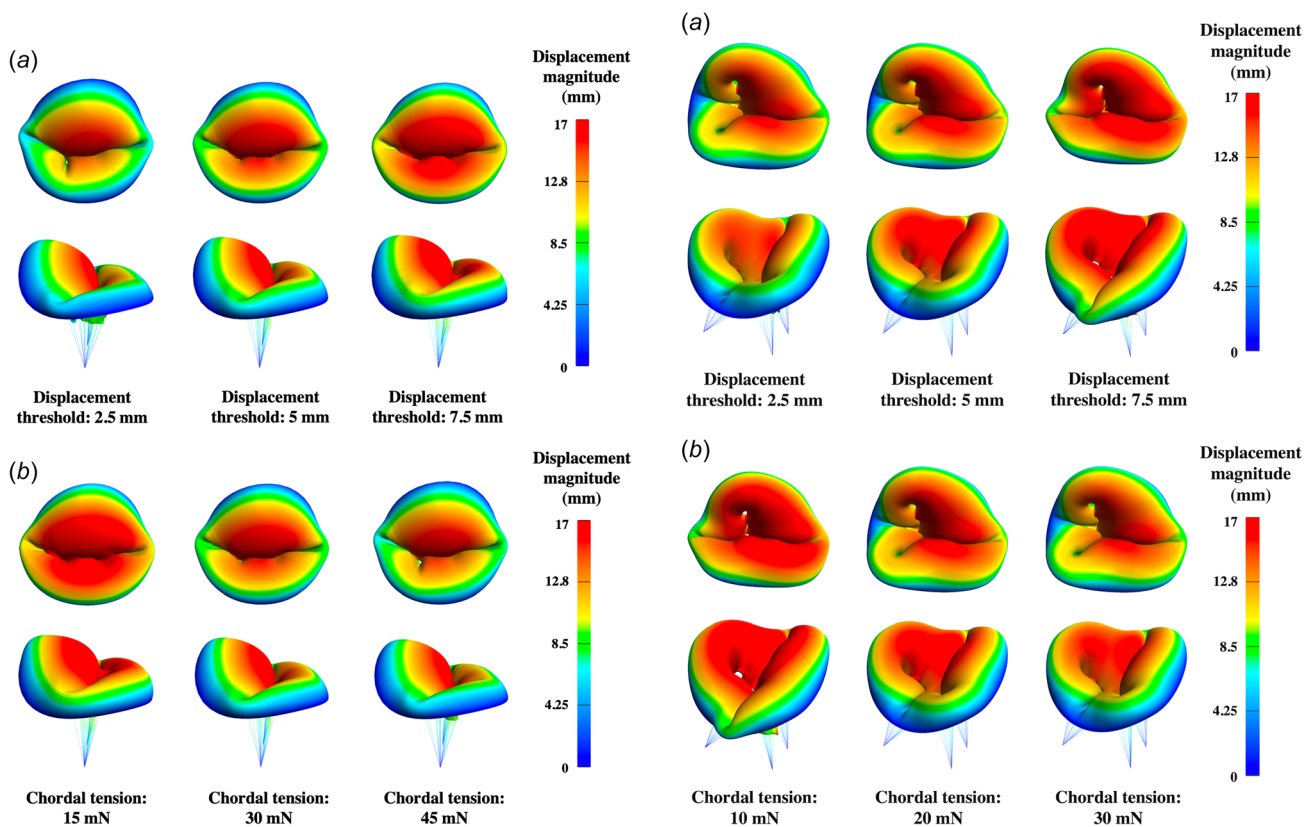 (a)
Displacement
magnitude
(mm)
17
12.8
8.5
4.25
0
Displacement
threshold: 2.5 mm
Displacement
threshold: 5 mm
Displacement
threshold: 7.5 mm
(b)
Displacement
magnitude
(mm)
17
12.8
8.5
4.25
0
Chordal tension:
15 mN
Chordal tension:
30 mN
Chordal tension:
45 mN
(a)
Displacement
magnitude
(mm)
17
12.8
8.5
4.25
0
Displacement
threshold: 2.5 mm
Displacement
threshold: 5 mm
Displacement
threshold: 7.5 mm
(b)
Displacement
magnitude
(mm)
17
12.8
8.5
4.25
0
Chordal tension:
10 mN
Chordal tension:
20 mN
Chordal tension:
30 mN